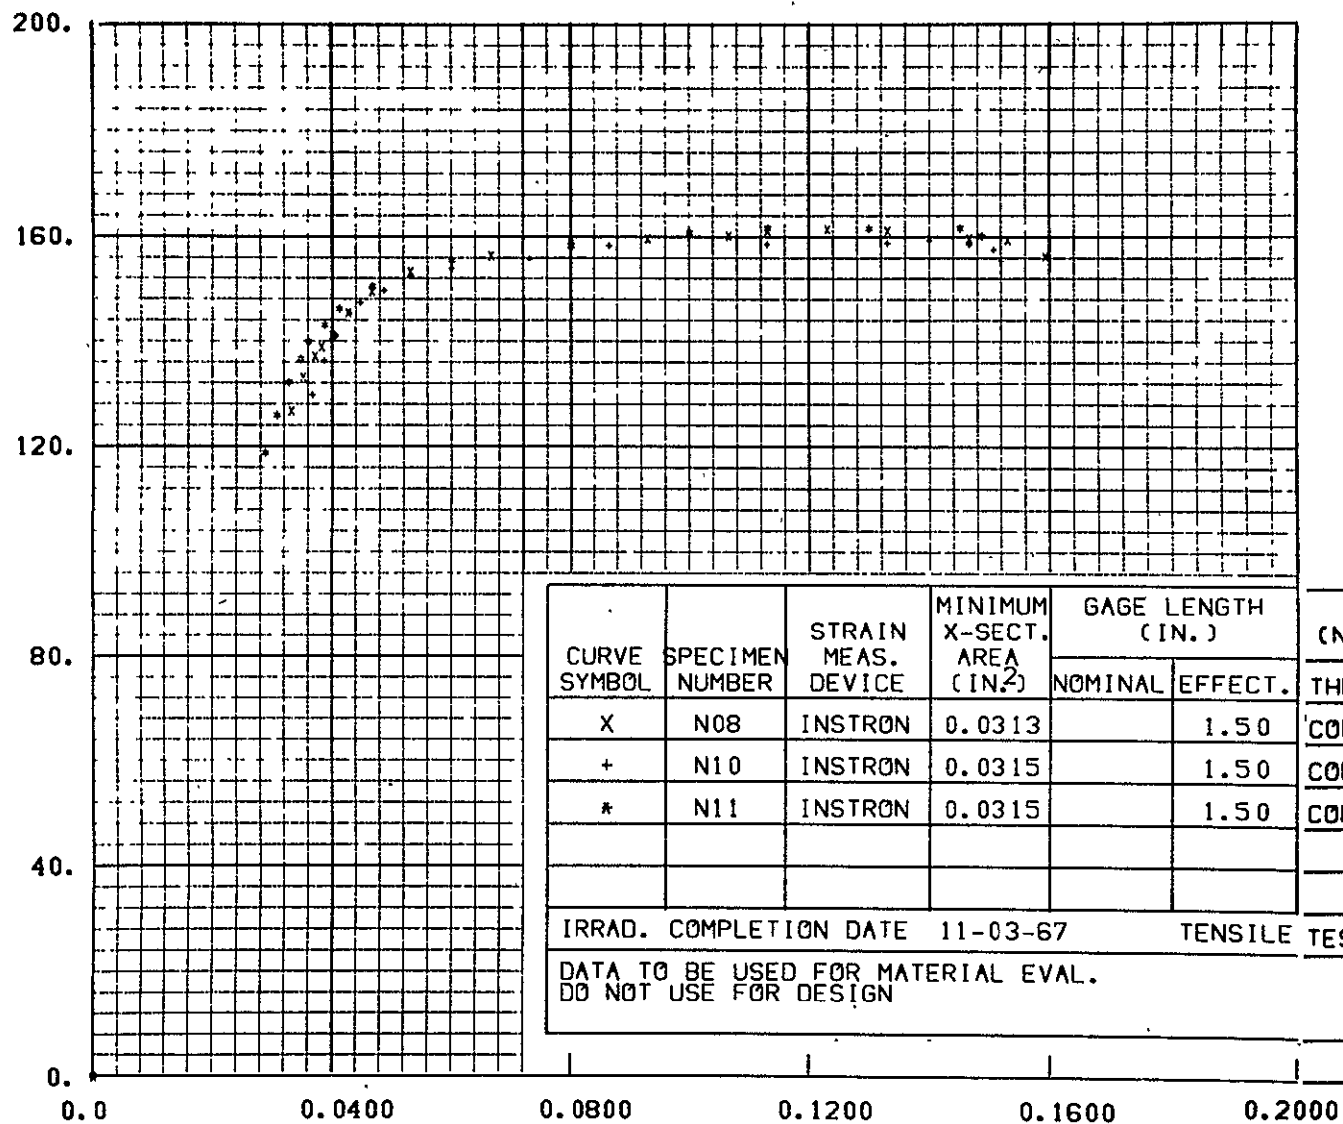 200.
160.
120.
80.
40.
0.
0.0 0.0400 0.0800 0.1200 0.1600 0.2000
CURVE SYMBOL SPECIMEN NUMBER STRAIN MEAS. DEVICE MINIMUM X-SECT. AREA (IN.2) GAGE LENGTH (IN.)
NOMINAL EFFECT.
X N08 INSTRON 0.0313 1.50
+ N10 INSTRON 0.0315 1.50
* N11 INSTRON 0.0315 1.50
IRRAD. COMPLETION DATE 11-03-67 TENSILE
DATA TO BE USED FOR MATERIAL EVAL.
DO NOT USE FOR DESIGN